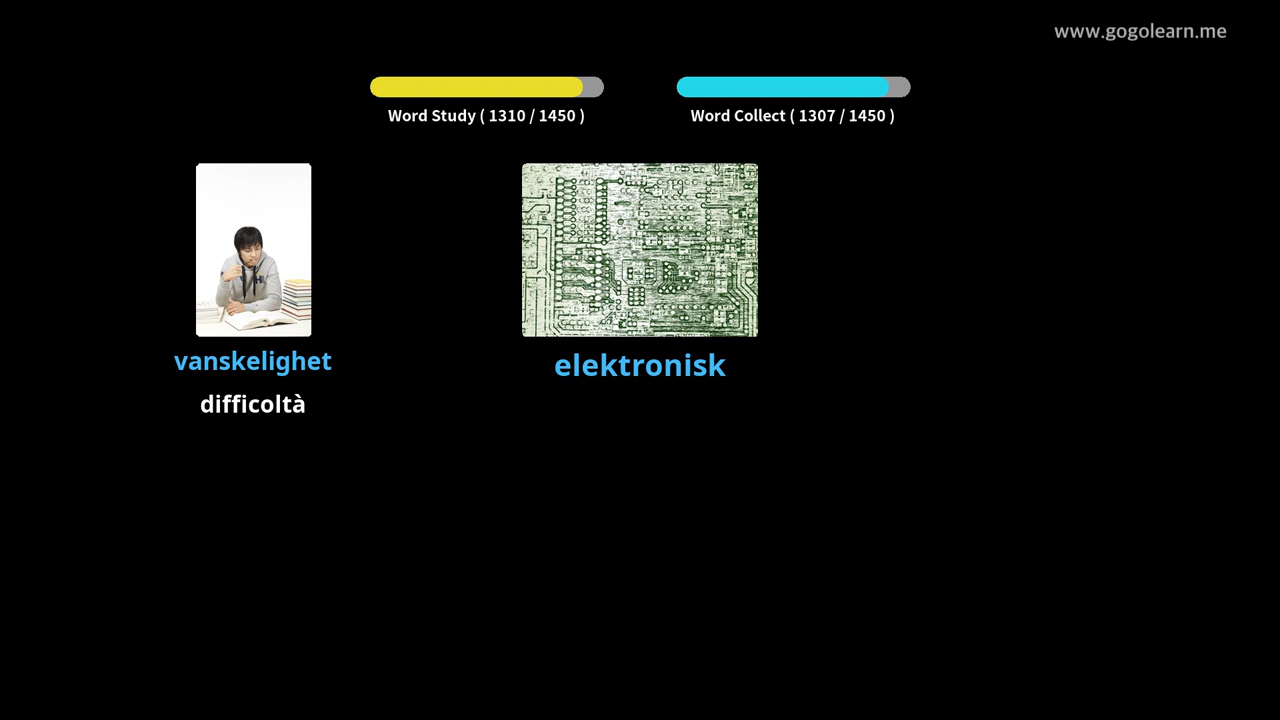 www.gogolearn.me
Word Study ( 1310 / 1450 )
Word Collect ( 1307 / 1450 )
vanskelighet
difficoltà
elektronisk